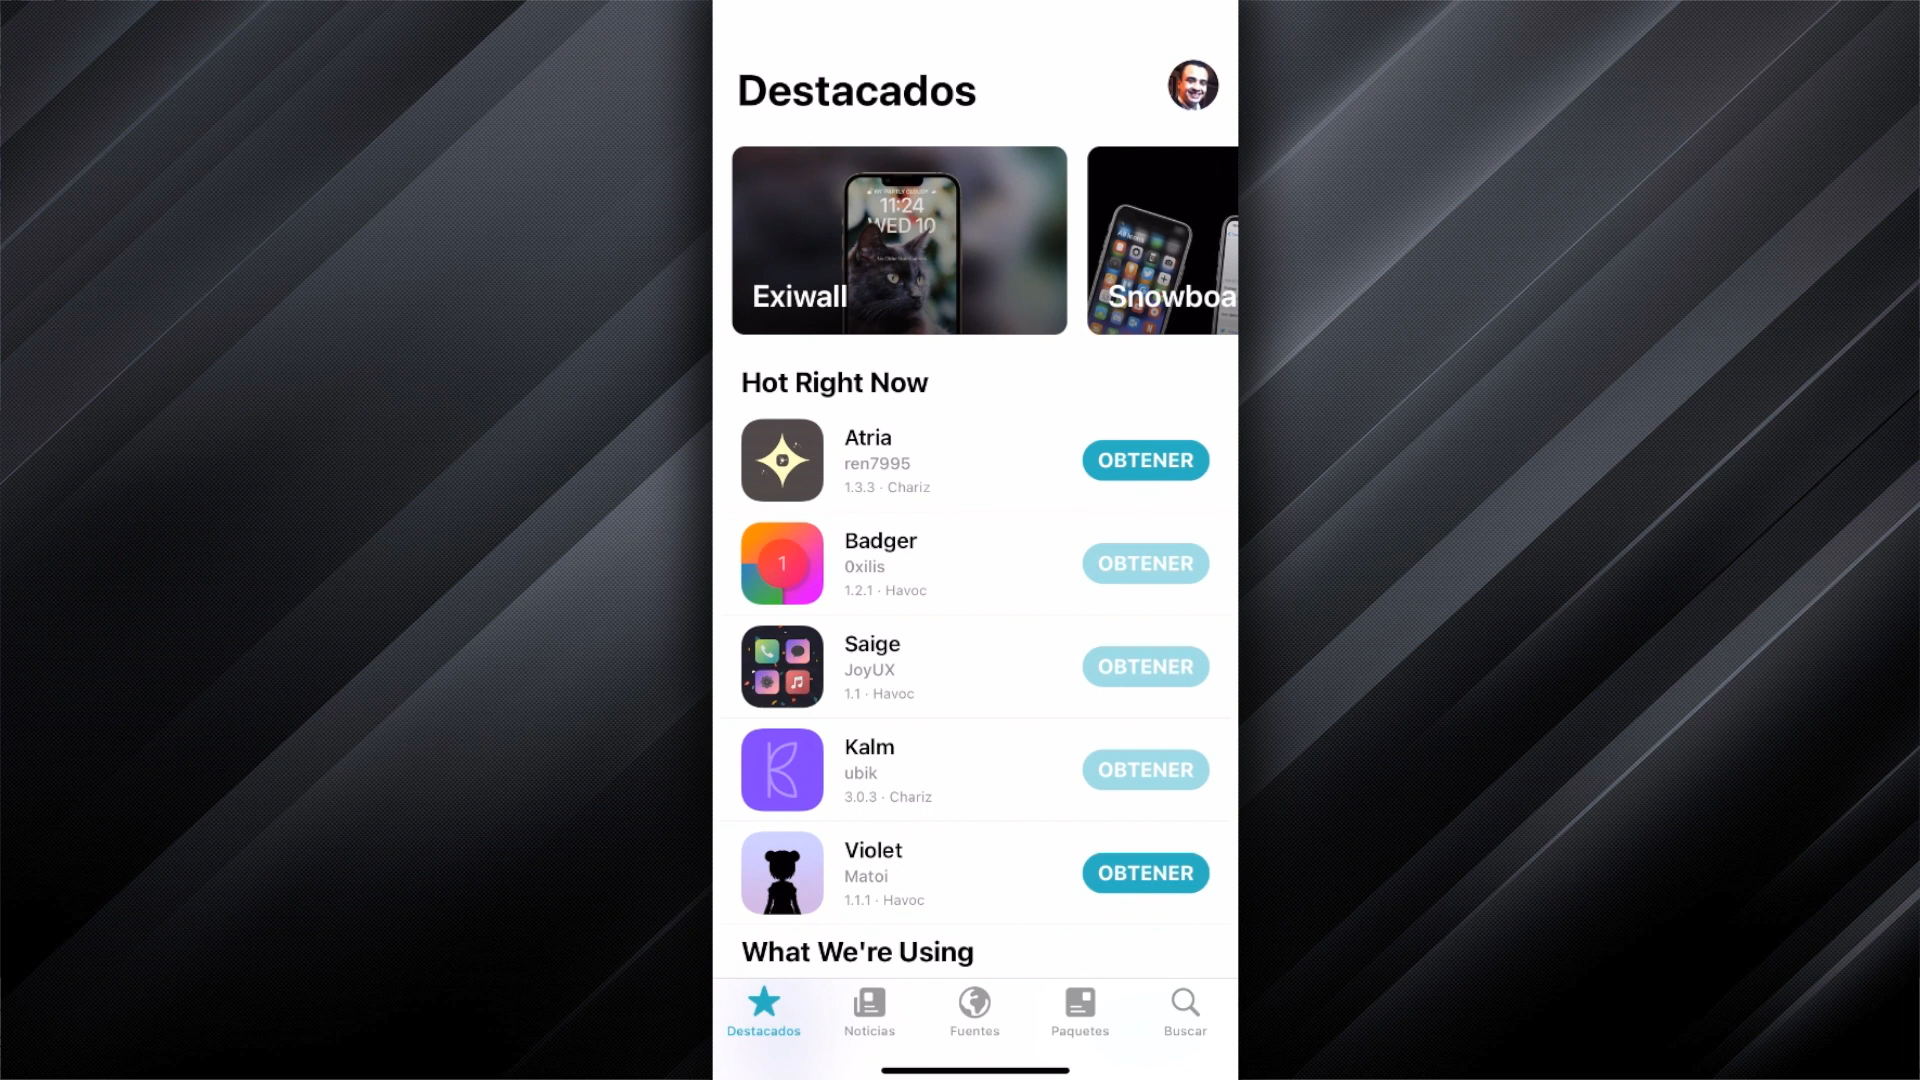 Destacados
11:24
WED 10
Exiwall
Snowboa
Hot Right Now
Atria
ren7995
1.3.3 · Chariz
OBTENER
Badger
0xilis
1.2.1 · Havoc
OBTENER
1
Saige
JoyUX
1.1 · Havoc
OBTENER
Kalm
ubik
3.0.3 · Chariz
OBTENER
Violet
Matoi
1.1.1 · Havoc
OBTENER
What We're Using
Destacados
Noticias
Fuentes
Paquetes
Buscar